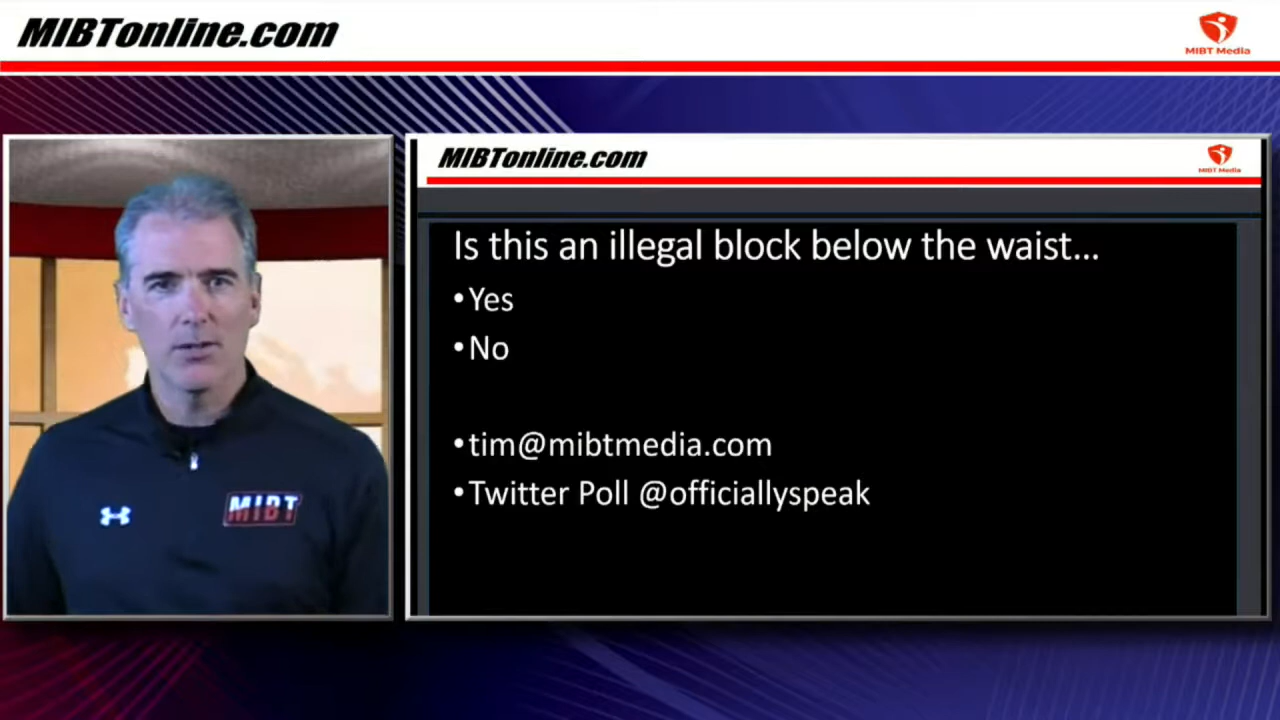 MIBTonline.com
MIBT Media
MIBTonline.com
MIBT Media
Is this an illegal block below the waist...
•Yes
•No
•tim@mibtmedia.com
•Twitter Poll @officiallyspeak
MIBT